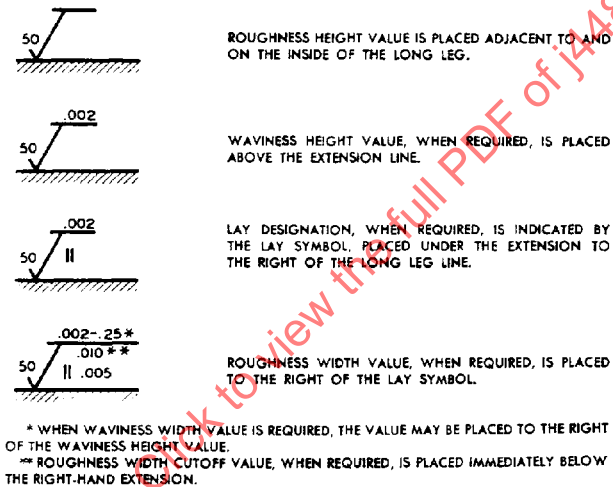 50
ROUGHNESS HEIGHT VALUE IS PLACED ADJACENT TO AND
ON THE INSIDE OF THE LONG LEG.
.002
50
WAVINESS HEIGHT VALUE, WHEN REQUIRED, IS PLACED
ABOVE THE EXTENSION LINE.
.002
50 ||
LAY DESIGNATION, WHEN REQUIRED, IS INDICATED BY
THE LAY SYMBOL, PLACED UNDER THE EXTENSION TO
THE RIGHT OF THE LONG LEG LINE.
.002-.25*
.010**
50 || .005
ROUGHNESS WIDTH VALUE, WHEN REQUIRED, IS PLACED
TO THE RIGHT OF THE LAY SYMBOL.
* WHEN WAVINESS WIDTH VALUE IS REQUIRED, THE VALUE MAY BE PLACED TO THE RIGHT
OF THE WAVINESS HEIGHT VALUE.
** ROUGHNESS WIDTH CUTOFF VALUE, WHEN REQUIRED, IS PLACED IMMEDIATELY BELOW
THE RIGHT-HAND EXTENSION.
Click to view the full PDF of j448